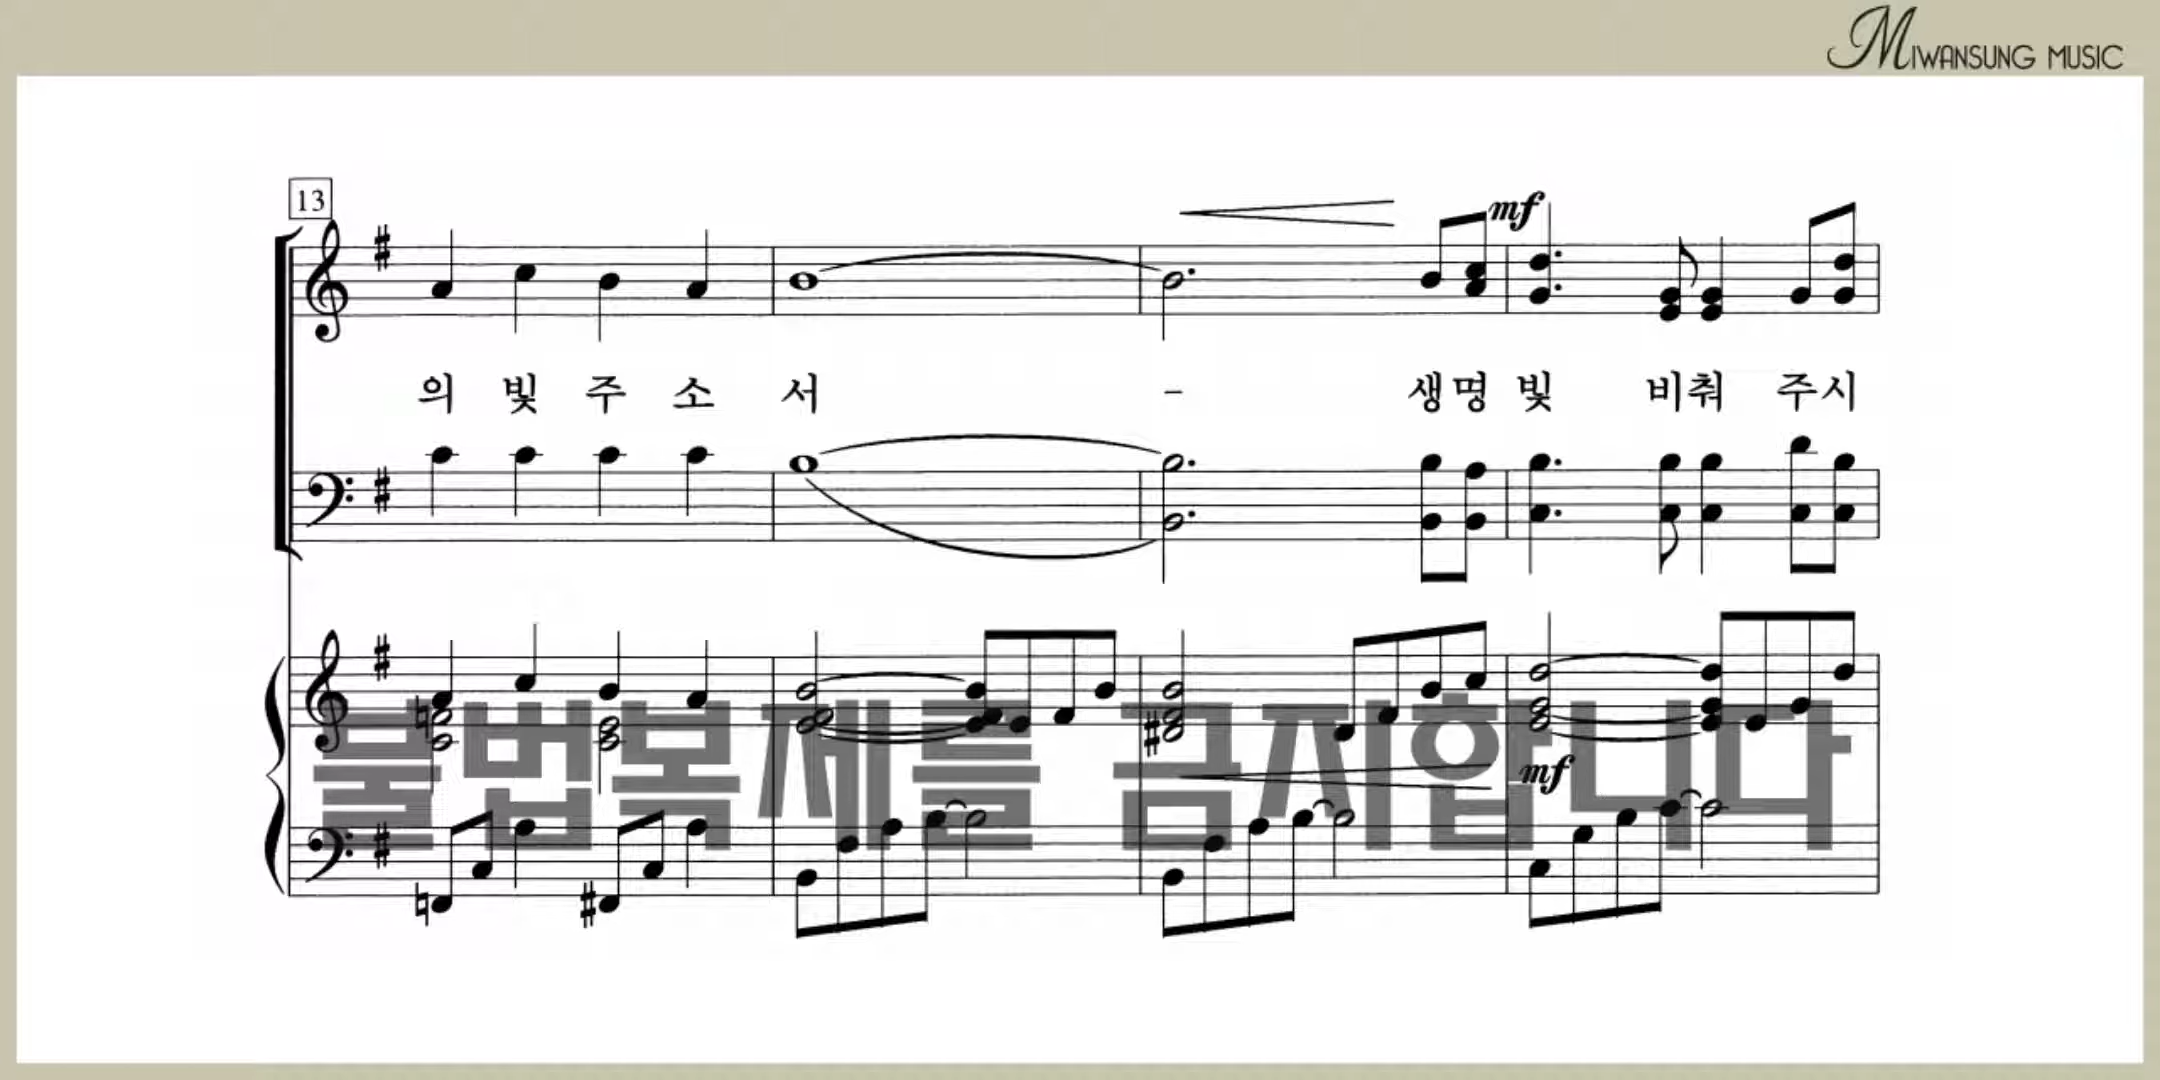 MIWANSUNG MUSIC
13
mf
의 빛 주 소 서 - 생명 빛 비춰 주시
불법복제를 금지합니다
mf